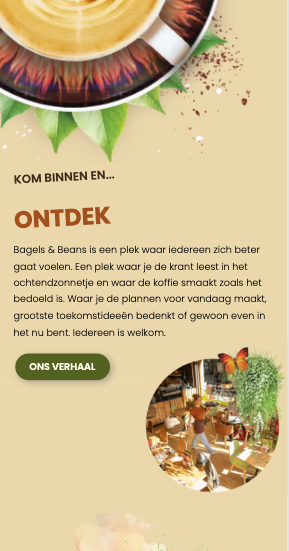 KOM BINNEN EN...
ONTDEK
Bagels & Beans is een plek waar iedereen zich beter
gaat voelen. Een plek waar je de krant leest in het
ochtendzonnetje en waar de koffie smaakt zoals het
bedoeld is. Waar je de plannen voor vandaag maakt,
grootste toekomstideeën bedenkt of gewoon even in
het nu bent. Iedereen is welkom.
ONS VERHAAL